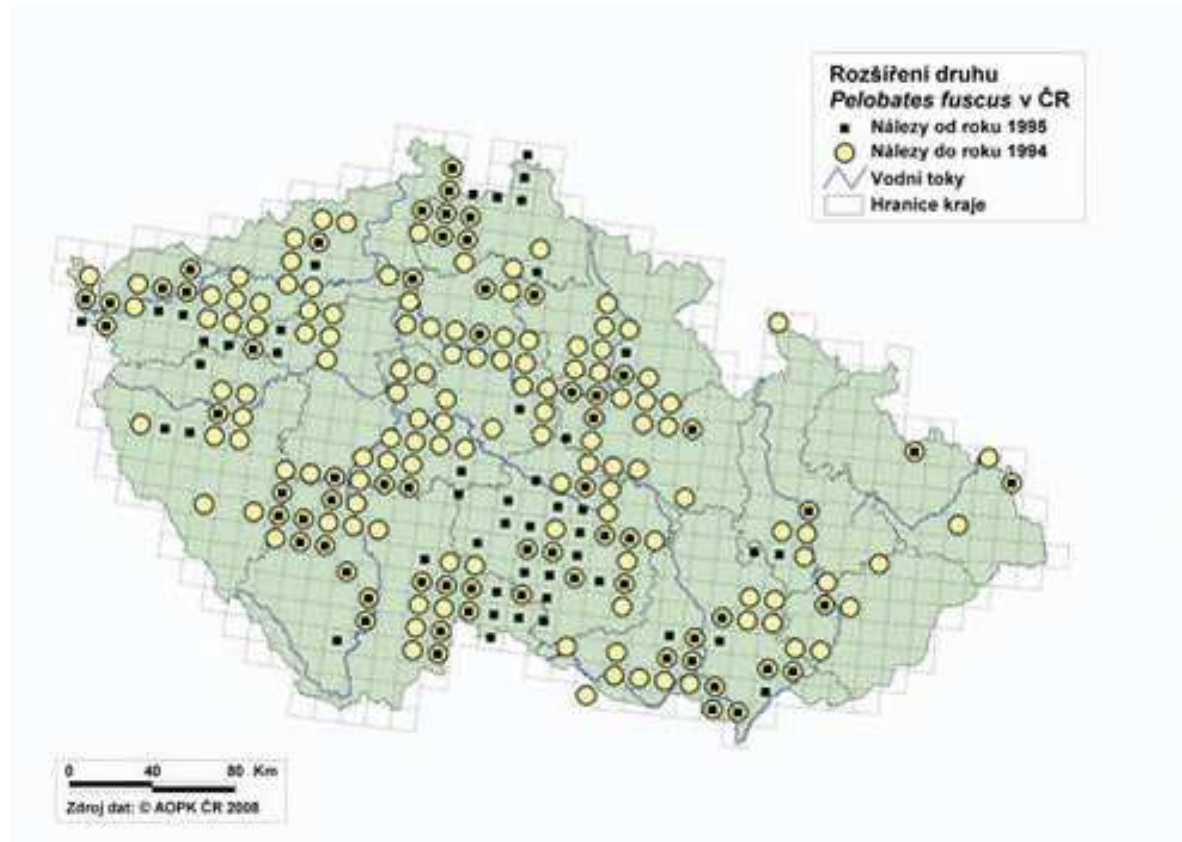 Rozšíření druhu
Pelobates fuscus v ČR
Nálezy od roku 1995
Nálezy do roku 1994
Vodní toky
Hranice kraje
0 40 80 Km
Zdroj dat: © AOPK ČR 2008